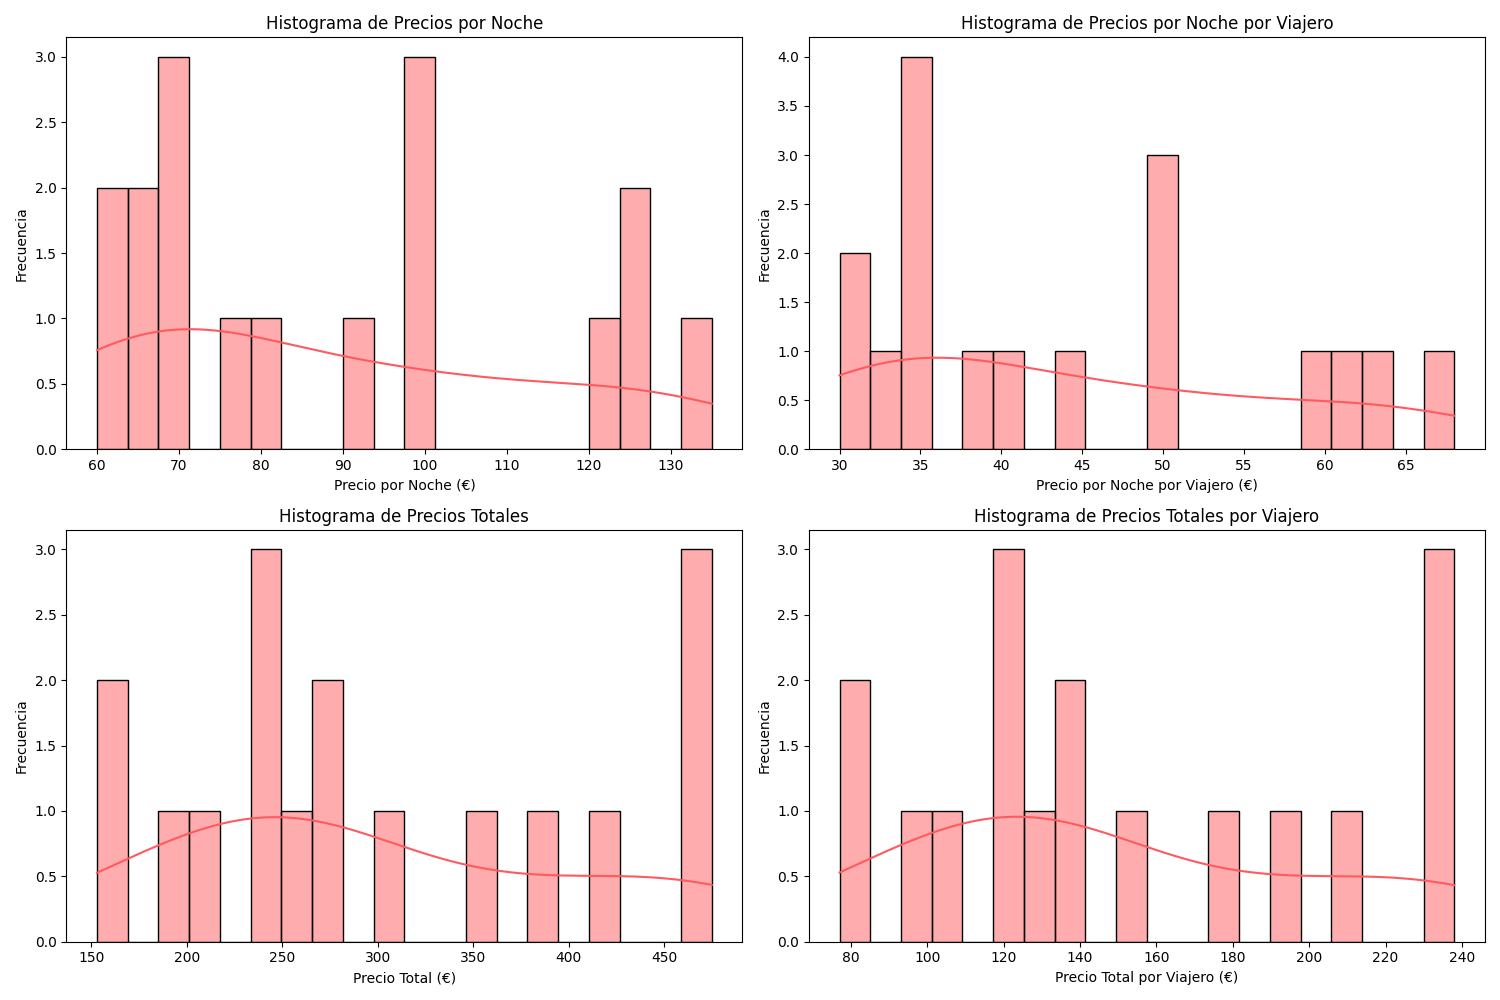 Histograma de Precios por Noche
3.0
2.5
2.0
1.5
1.0
0.5
0.0
Frecuencia
60 70 80 90 100 110 120 130
Precio por Noche (€)
Histograma de Precios por Noche por Viajero
4.0
3.5
3.0
2.5
2.0
1.5
1.0
0.5
0.0
Frecuencia
30 35 40 45 50 55 60 65
Precio por Noche por Viajero (€)
Histograma de Precios Totales
3.0
2.5
2.0
1.5
1.0
0.5
0.0
Frecuencia
150 200 250 300 350 400 450
Precio Total (€)
Histograma de Precios Totales por Viajero
3.0
2.5
2.0
1.5
1.0
0.5
0.0
Frecuencia
80 100 120 140 160 180 200 220 240
Precio Total por Viajero (€)